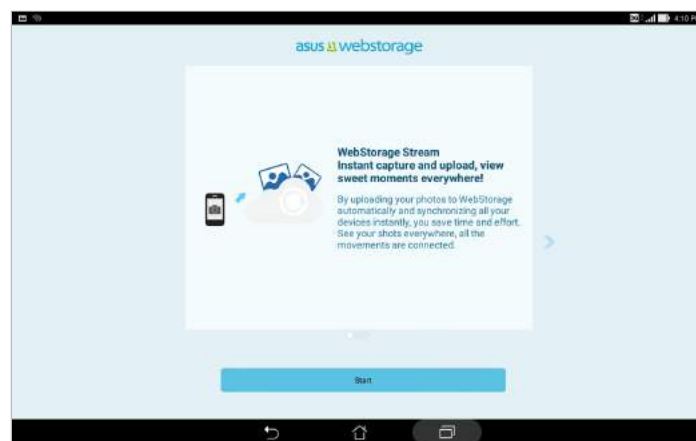 4:10 P
asus webstorage
WebStorage Stream
Instant capture and upload, view
sweet moments everywhere!
By uploading your photos to WebStorage
automatically and synchronizing all your
devices instantly, you save time and effort.
See your shots everywhere, all the
movements are connected.
Start